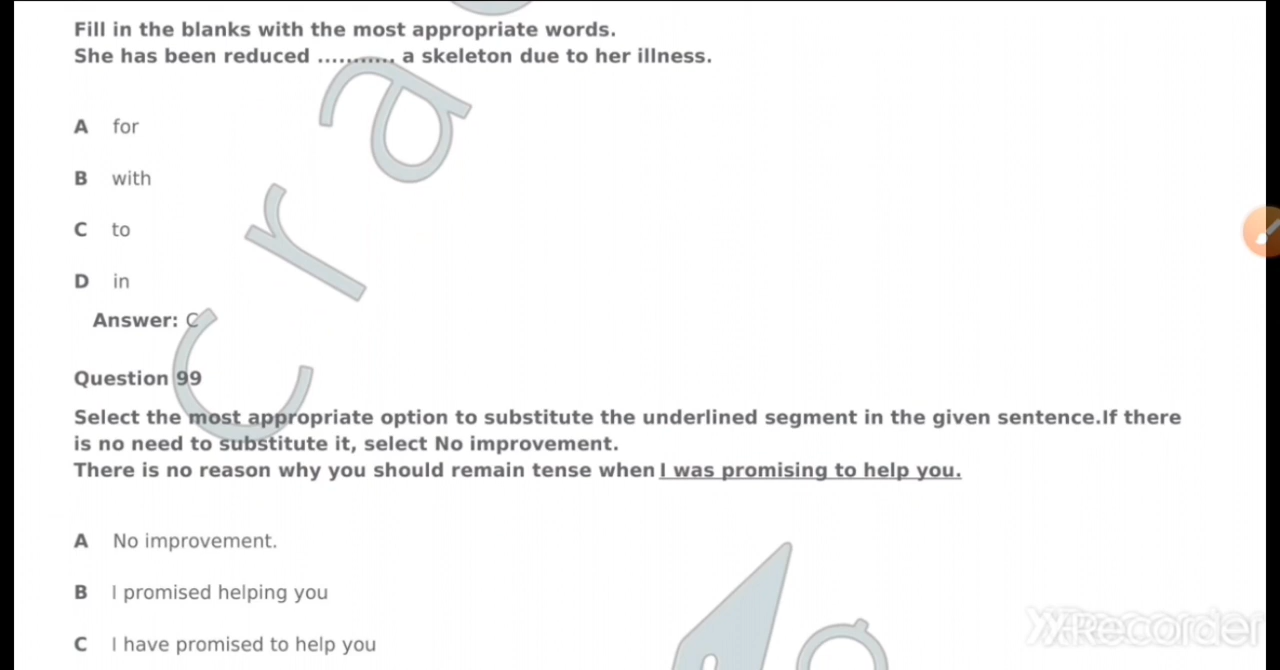 Fill in the blanks with the most appropriate words.
She has been reduced ............ a skeleton due to her illness.
A for
B with
C to
D in
Answer: C
Question 99
Select the most appropriate option to substitute the underlined segment in the given sentence.If there
is no need to substitute it, select No improvement.
There is no reason why you should remain tense when I was promising to help you.
A No improvement.
B I promised helping you
C I have promised to help you
Cra
XRecorder